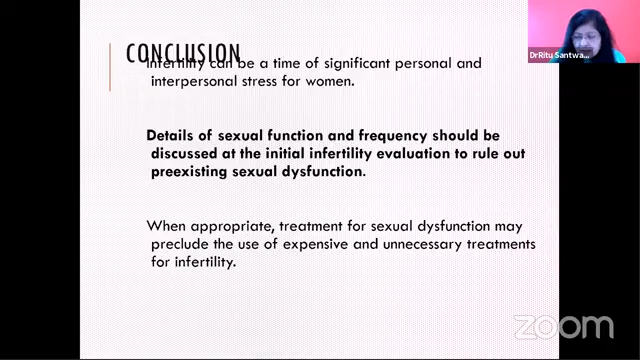 CONCLUSION
Infertility can be a time of significant personal and
interpersonal stress for women.
Details of sexual function and frequency should be
discussed at the initial infertility evaluation to rule out
preexisting sexual dysfunction.
When appropriate, treatment for sexual dysfunction may
preclude the use of expensive and unnecessary treatments
for infertility.
DrRitu Santwa...
zoom